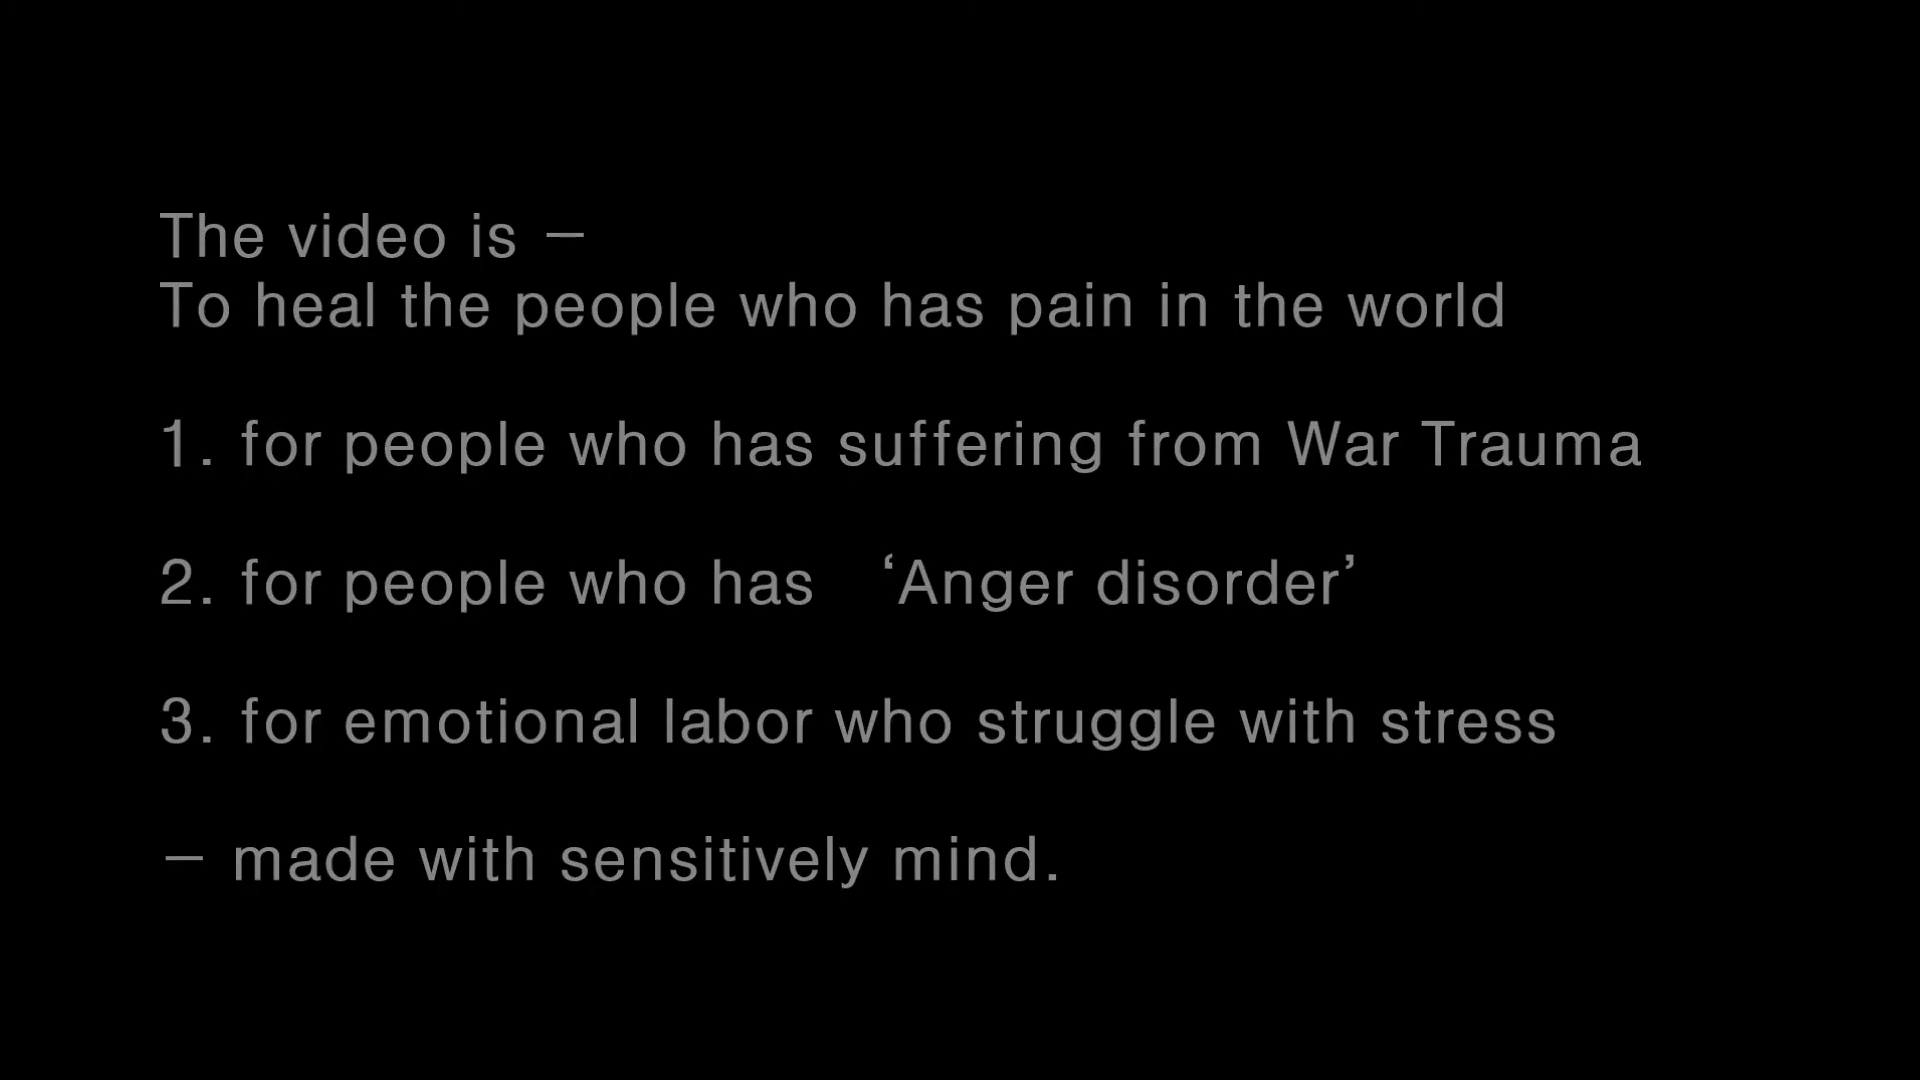 The video is –
To heal the people who has pain in the world
1. for people who has suffering from War Trauma
2. for people who has ‘Anger disorder’
3. for emotional labor who struggle with stress
– made with sensitively mind.